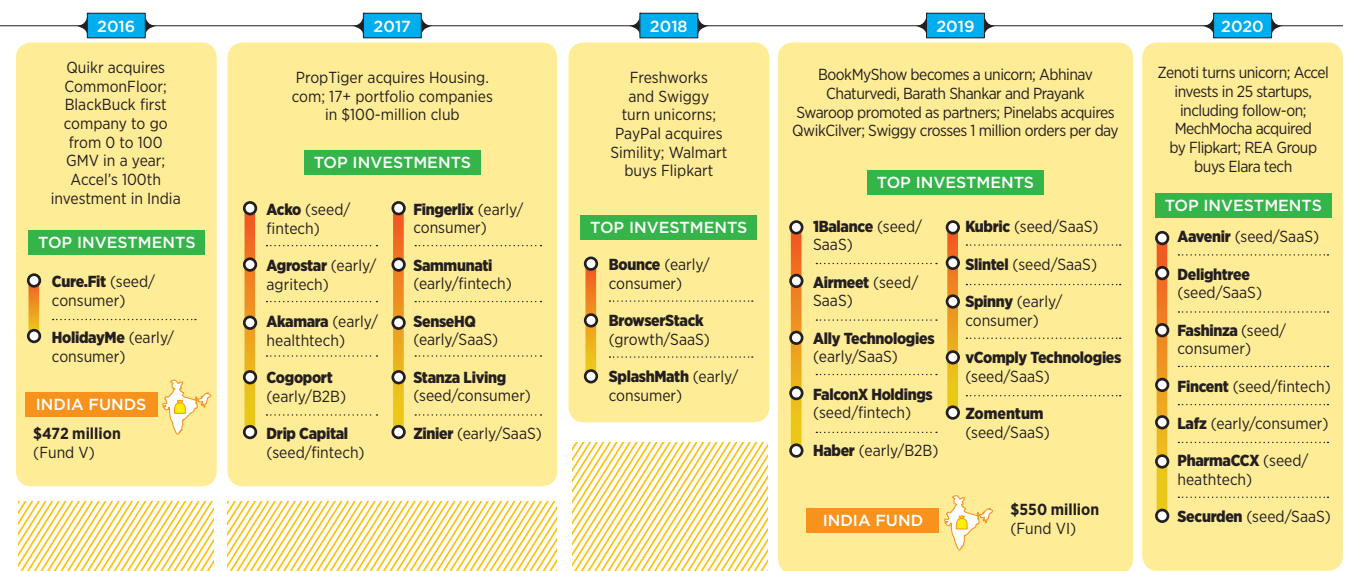 2016
Quikr acquires
CommonFloor;
BlackBuck first
company to go
from 0 to 100
GMV in a year;
Accel's 100th
investment in India
TOP INVESTMENTS
Cure.Fit (seed/
consumer)
HolidayMe (early/
consumer)
INDIA FUNDS
$472 million
(Fund V)
2017
PropTiger acquires Housing.
com; 17+ portfolio companies
in $100-million club
TOP INVESTMENTS
Acko (seed/
fintech)
Agrostar (early/
agritech)
Akamara (early/
healthtech)
Cogoport
(early/B2B)
Drip Capital
(seed/fintech)
Fingerlix (early/
consumer)
Sammunati
(early/fintech)
SenseHQ
(early/SaaS)
Stanza Living
(seed/consumer)
Zinier (early/SaaS)
2018
Freshworks
and Swiggy
turn unicorns;
PayPal acquires
Simility; Walmart
buys Flipkart
TOP INVESTMENTS
Bounce (early/
consumer)
BrowserStack
(growth/SaaS)
SplashMath (early/
consumer)
2019
BookMyShow becomes a unicorn; Abhinav
Chaturvedi, Barath Shankar and Prayank
Swaroop promoted as partners; Pinelabs acquires
QwikCilver; Swiggy crosses 1 million orders per day
TOP INVESTMENTS
1Balance (seed/
SaaS)
Airmeet (seed/
SaaS)
Ally Technologies
(early/SaaS)
FalconX Holdings
(seed/fintech)
Haber (early/B2B)
Kubric (seed/SaaS)
Slintel (seed/SaaS)
Spinny (early/
consumer)
vComply Technologies
(seed/SaaS)
Zomentum
(seed/SaaS)
INDIA FUND
$550 million
(Fund VI)
2020
Zenoti turns unicorn; Accel
invests in 25 startups,
including follow-on;
MechMocha acquired
by Flipkart; REA Group
buys Elara tech
TOP INVESTMENTS
Aavenir (seed/SaaS)
Delightree
(seed/SaaS)
Fashinza (seed/
consumer)
Fincent (seed/fintech)
Lafz (early/consumer)
PharmaCCX (seed/
heathtech)
Securden (seed/SaaS)